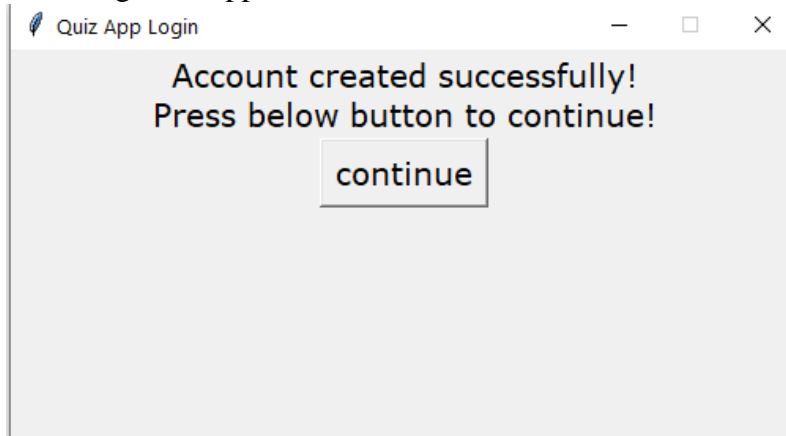 Quiz App Login
Account created successfully!
Press below button to continue!
continue